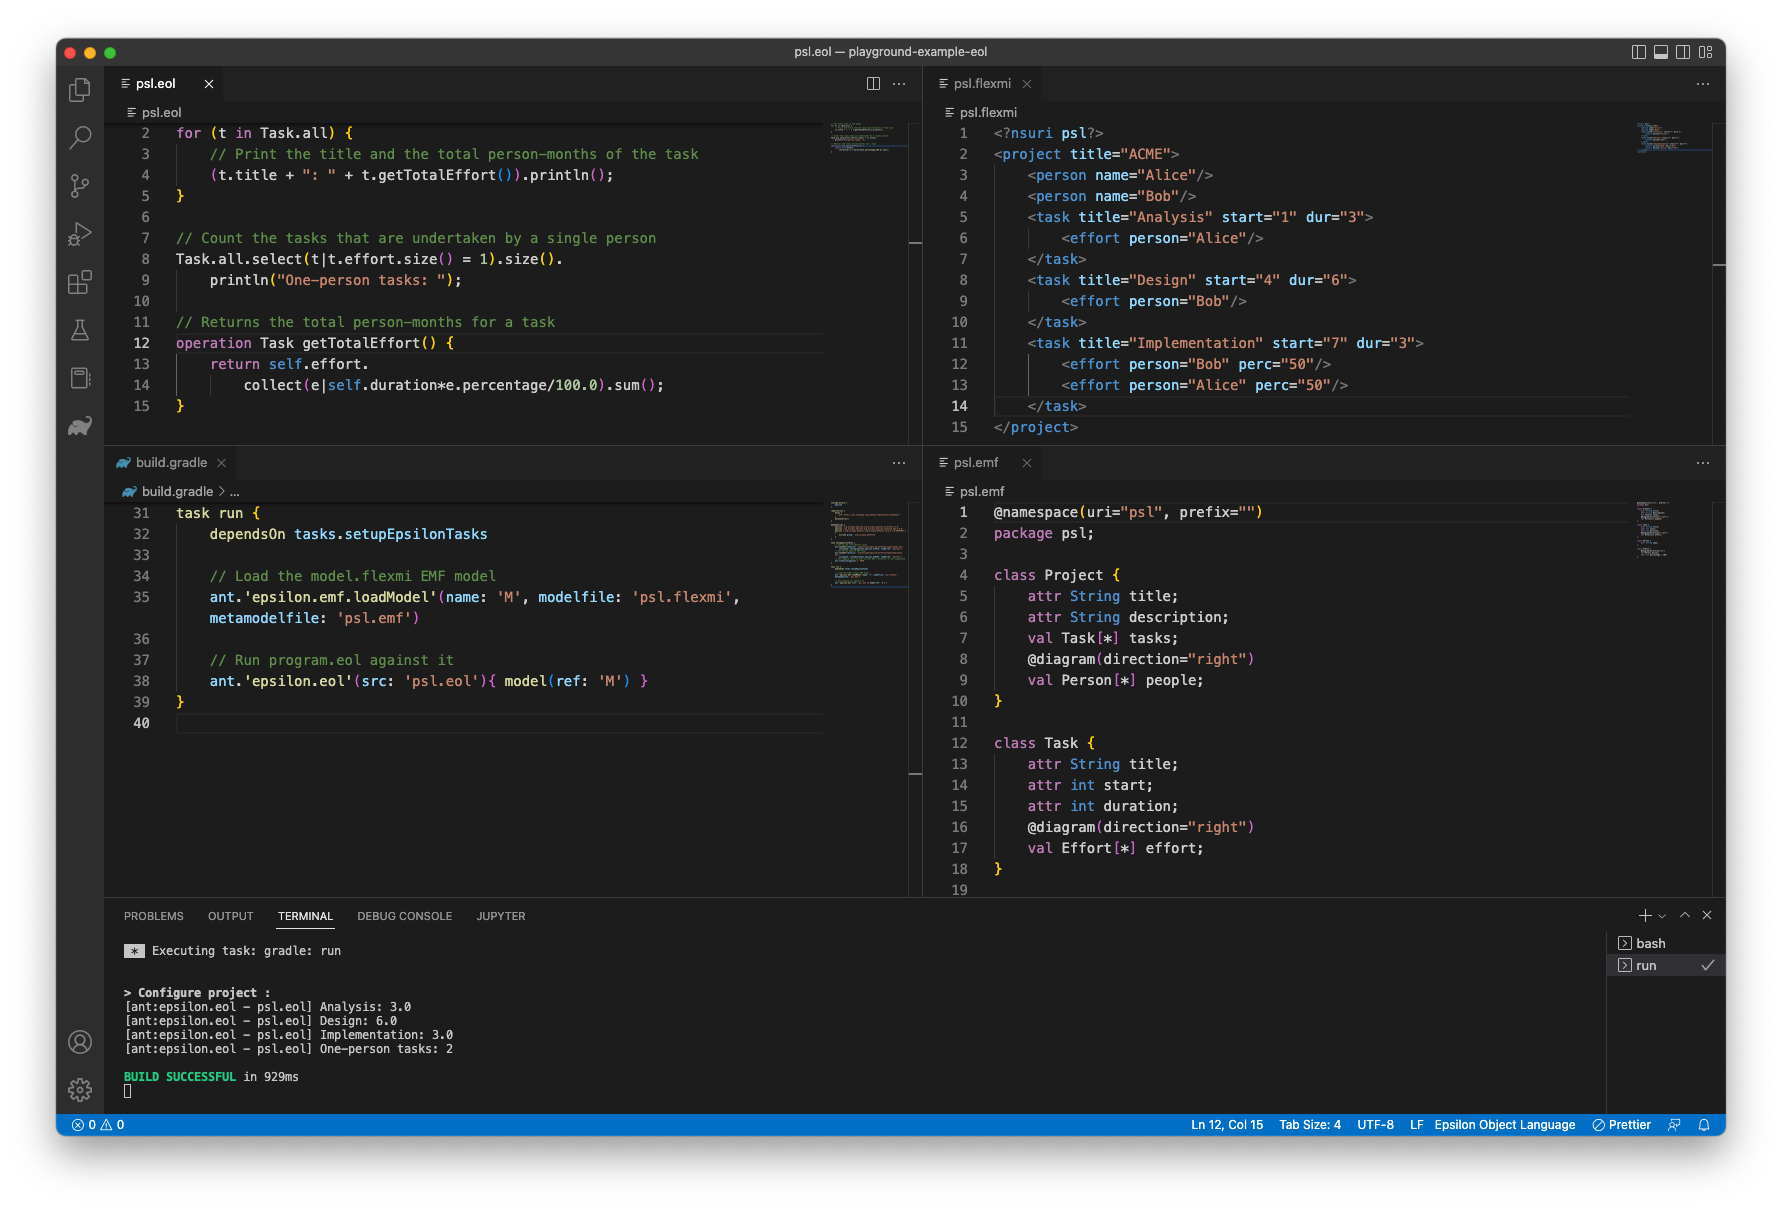 psl.eol — playground-example-eol
psl.eol
psl.eol
2 for (t in Task.all) {
3 // Print the title and the total person-months of the task
4 (t.title + ": " + t.getTotalEffort()).println();
5 }
6
7 // Count the tasks that are undertaken by a single person
8 Task.all.select(t|t.effort.size() = 1).size().
9 println("One-person tasks: ");
10
11 // Returns the total person-months for a task
12 operation Task getTotalEffort() {
13 return self.effort.
14 collect(e|self.duration*e.percentage/100.0).sum();
15 }
psl.flexmi
psl.flexmi
1 <?nsuri psl?>
2 <project title="ACME">
3 <person name="Alice"/>
4 <person name="Bob"/>
5 <task title="Analysis" start="1" dur="3">
6 <effort person="Alice"/>
7 </task>
8 <task title="Design" start="4" dur="6">
9 <effort person="Bob"/>
10 </task>
11 <task title="Implementation" start="7" dur="3">
12 <effort person="Bob" perc="50"/>
13 <effort person="Alice" perc="50"/>
14 </task>
15 </project>
build.gradle
build.gradle > ...
31 task run {
32 dependsOn tasks.setupEpsilonTasks
33
34 // Load the model.flexmi EMF model
35 ant.'epsilon.emf.loadModel'(name: 'M', modelfile: 'psl.flexmi',
metamodelfile: 'psl.emf')
36
37 // Run program.eol against it
38 ant.'epsilon.eol'(src: 'psl.eol'){ model(ref: 'M') }
39 }
40
psl.emf
psl.emf
1 @namespace(uri="psl", prefix="")
2 package psl;
3
4 class Project {
5 attr String title;
6 attr String description;
7 val Task[*] tasks;
8 @diagram(direction="right")
9 val Person[*] people;
10 }
11
12 class Task {
13 attr String title;
14 attr int start;
15 attr int duration;
16 @diagram(direction="right")
17 val Effort[*] effort;
18 }
19
PROBLEMS OUTPUT TERMINAL DEBUG CONSOLE JUPYTER
* Executing task: gradle: run
> Configure project :
[ant:epsilon.eol - psl.eol] Analysis: 3.0
[ant:epsilon.eol - psl.eol] Design: 6.0
[ant:epsilon.eol - psl.eol] Implementation: 3.0
[ant:epsilon.eol - psl.eol] One-person tasks: 2
BUILD SUCCESSFUL in 929ms
bash
run
0 0
Ln 12, Col 15 Tab Size: 4 UTF-8 LF Epsilon Object Language Prettier